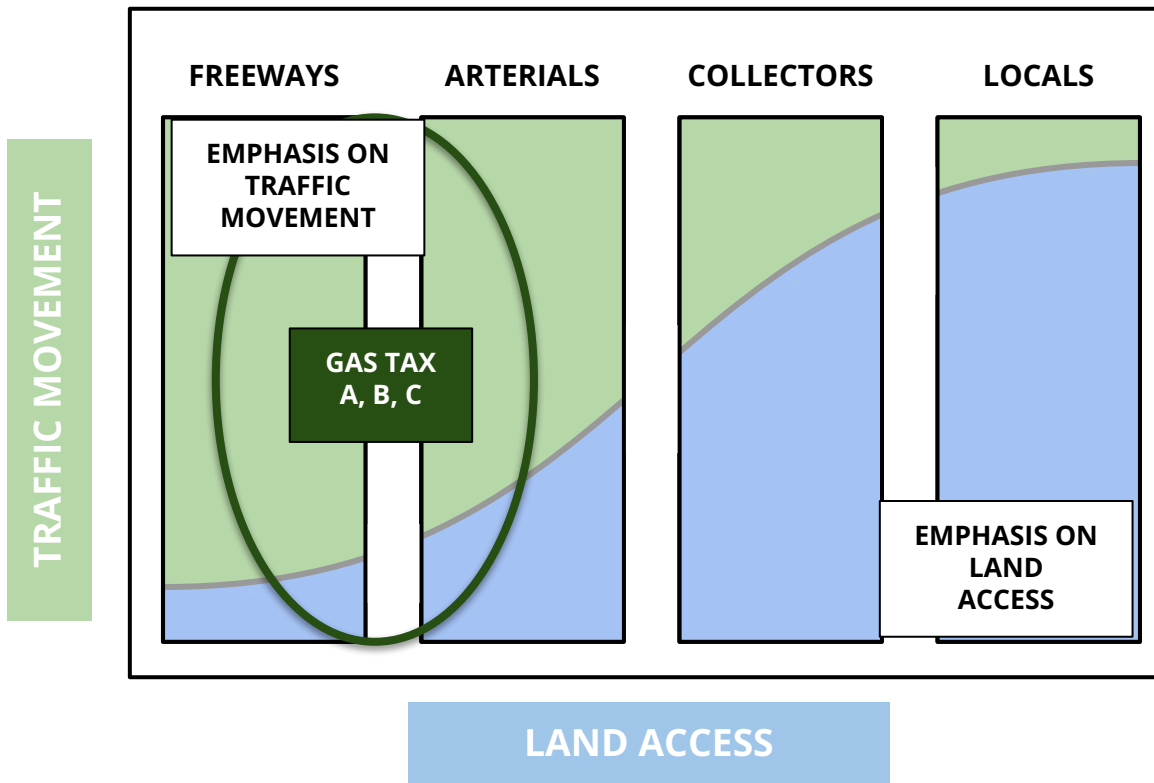 FREEWAYS
ARTERIALS
COLLECTORS
LOCALS
EMPHASIS ON
TRAFFIC
MOVEMENT
TRAFFIC MOVEMENT
GAS TAX
A, B, C
EMPHASIS ON
LAND
ACCESS
LAND ACCESS